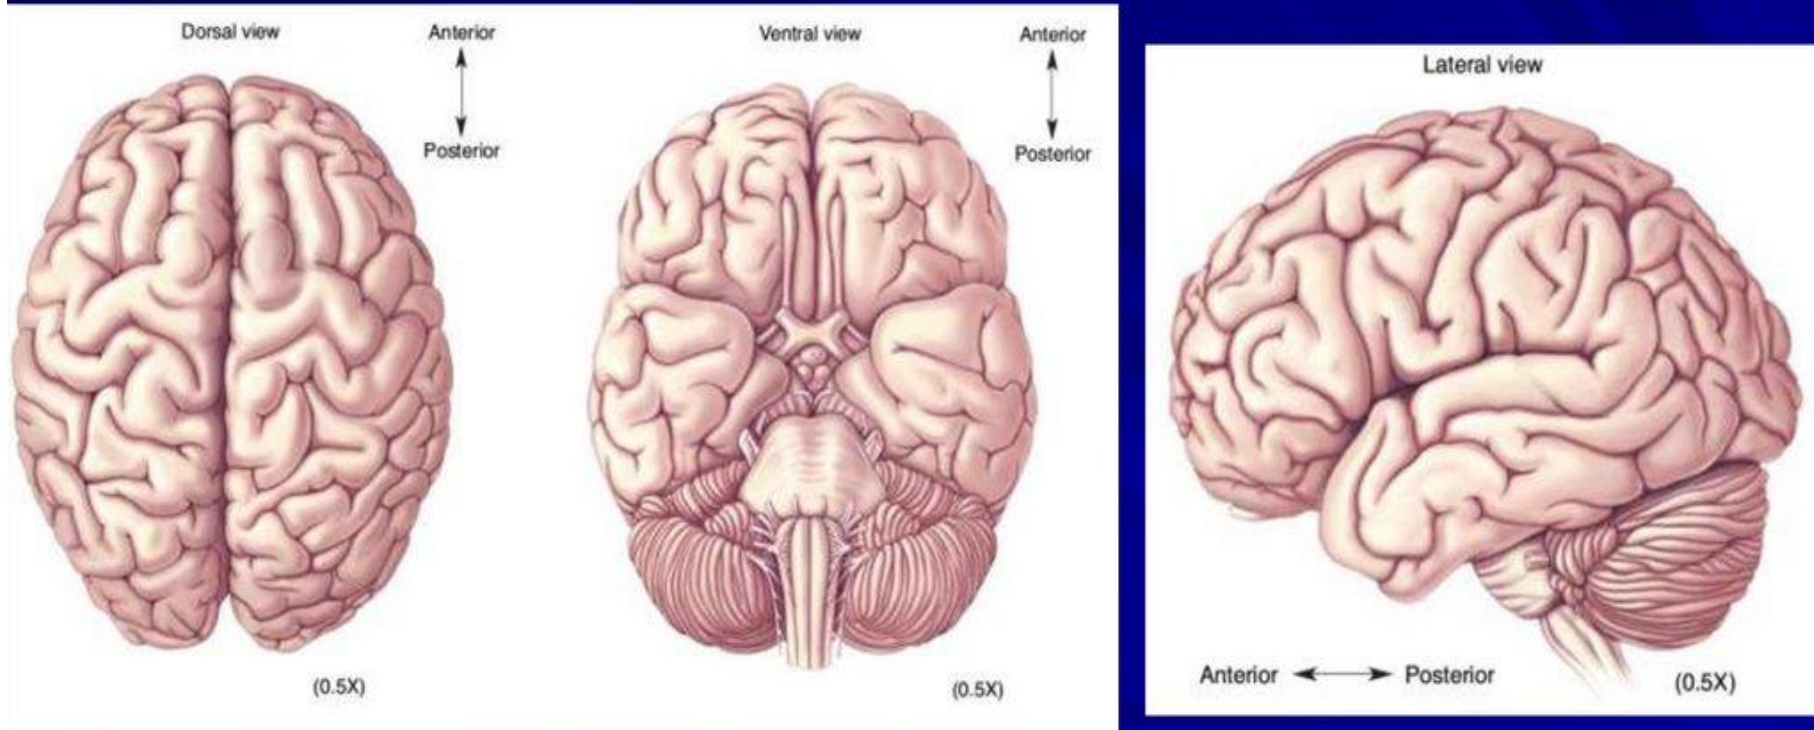 Dorsal view
Anterior
Posterior
(0.5X)
Ventral view
Anterior
Posterior
(0.5X)
Lateral view
Anterior
Posterior
(0.5X)